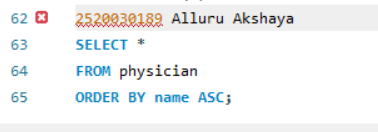 62 2520030189 Alluru Akshaya
63 SELECT *
64 FROM physician
65 ORDER BY name ASC;